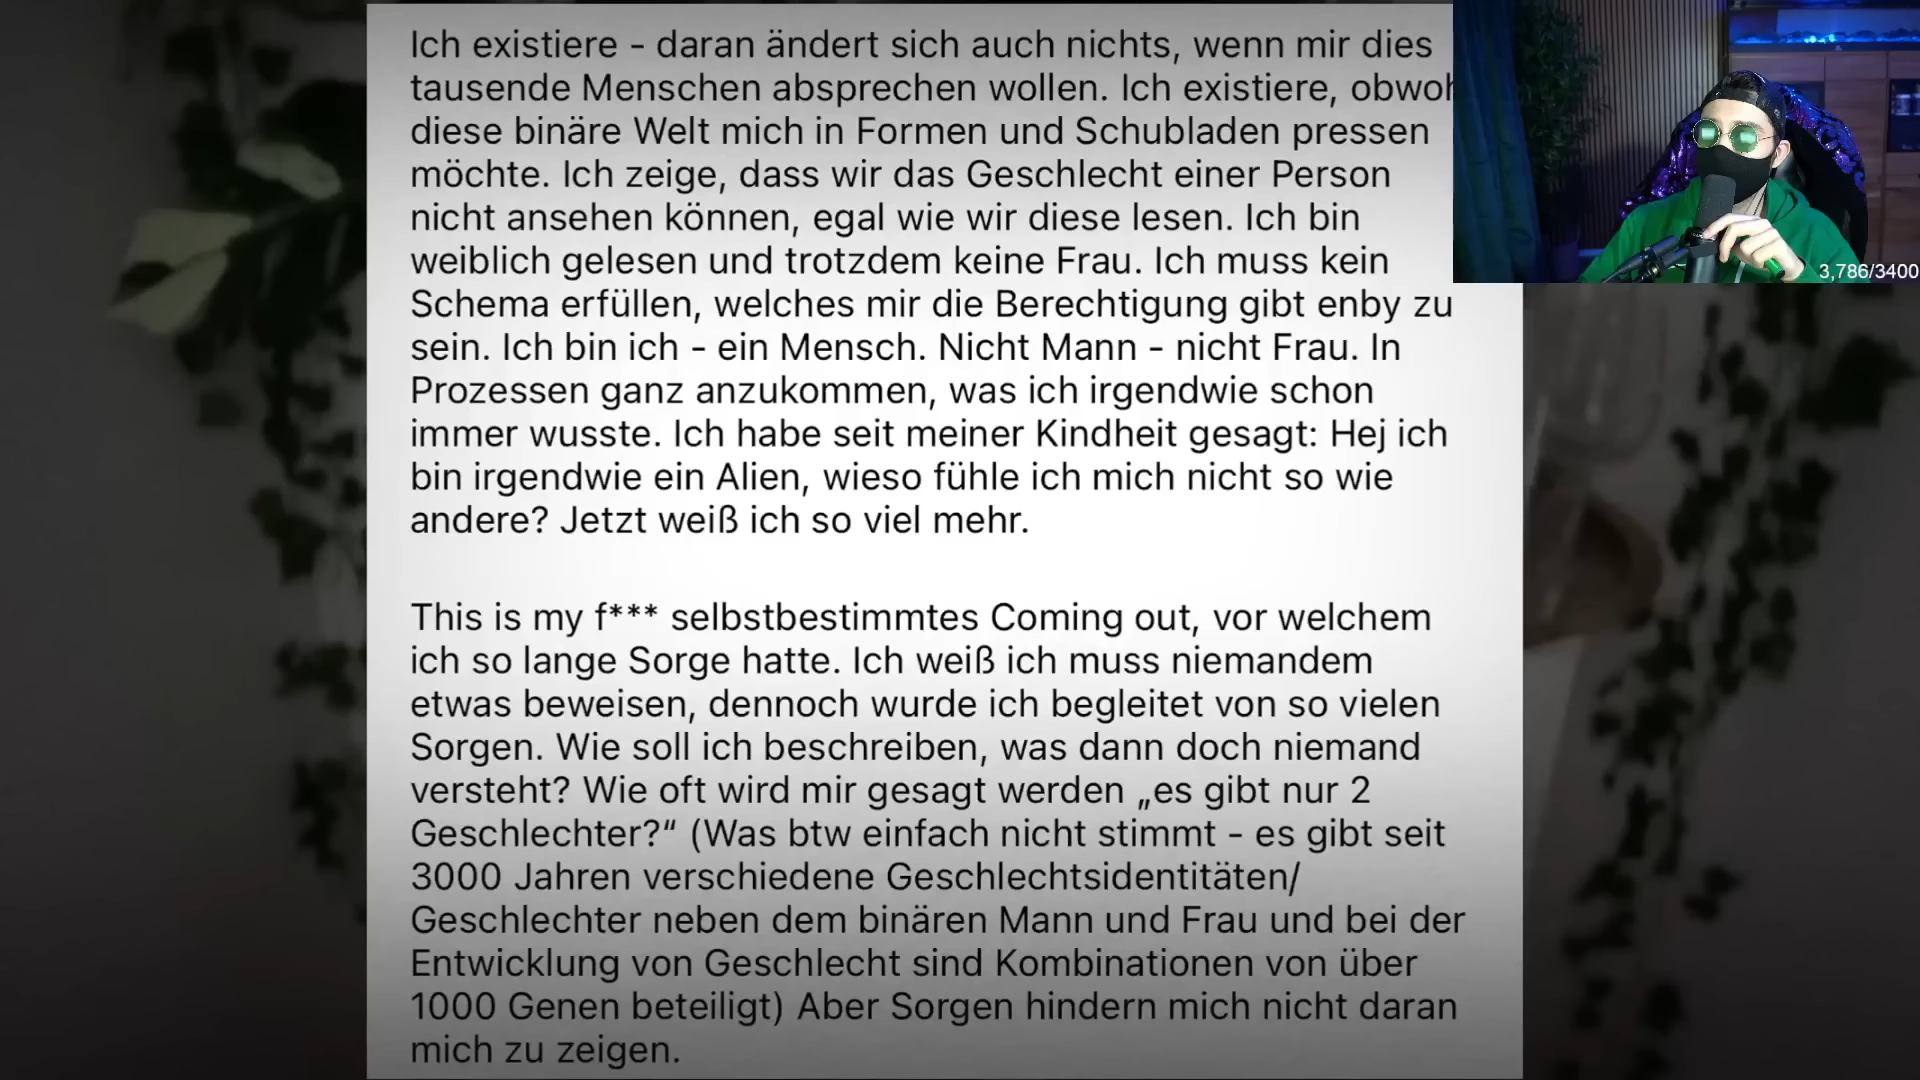 Ich existiere - daran ändert sich auch nichts, wenn mir dies
tausende Menschen absprechen wollen. Ich existiere, obwoh
diese binäre Welt mich in Formen und Schubladen pressen
möchte. Ich zeige, dass wir das Geschlecht einer Person
nicht ansehen können, egal wie wir diese lesen. Ich bin
weiblich gelesen und trotzdem keine Frau. Ich muss kein
Schema erfüllen, welches mir die Berechtigung gibt enby zu
sein. Ich bin ich - ein Mensch. Nicht Mann - nicht Frau. In
Prozessen ganz anzukommen, was ich irgendwie schon
immer wusste. Ich habe seit meiner Kindheit gesagt: Hej ich
bin irgendwie ein Alien, wieso fühle ich mich nicht so wie
andere? Jetzt weiß ich so viel mehr.
This is my f*** selbstbestimmtes Coming out, vor welchem
ich so lange Sorge hatte. Ich weiß ich muss niemandem
etwas beweisen, dennoch wurde ich begleitet von so vielen
Sorgen. Wie soll ich beschreiben, was dann doch niemand
versteht? Wie oft wird mir gesagt werden „es gibt nur 2
Geschlechter?“ (Was btw einfach nicht stimmt - es gibt seit
3000 Jahren verschiedene Geschlechtsidentitäten/
Geschlechter neben dem binären Mann und Frau und bei der
Entwicklung von Geschlecht sind Kombinationen von über
1000 Genen beteiligt) Aber Sorgen hindern mich nicht daran
mich zu zeigen.
3,786/3400